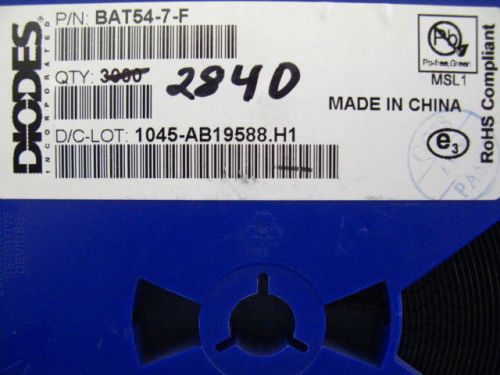 DIODES
INCORPORATED
P/N: BAT54-7-F
QTY: 3000 2840
D/C-LOT: 1045-AB19588.H1
Pb
Pb-free, Green
MSL1
MADE IN CHINA
e3
RoHS Compliant